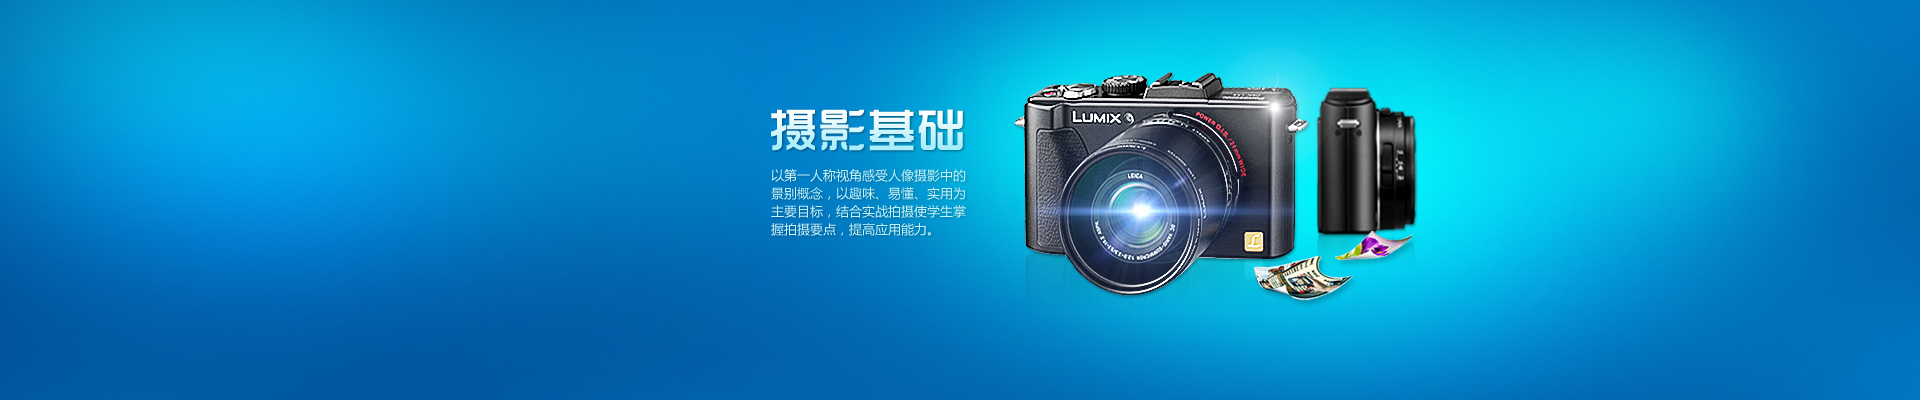 摄影基础
以第一人称视角感受人像摄影中的
景别概念，以趣味、易懂、实用为
主要目标，结合实战拍摄使学生掌
握拍摄要点，提高应用能力。
LUMIX
POWER O.I.S./24mm WIDE
LEICA
L